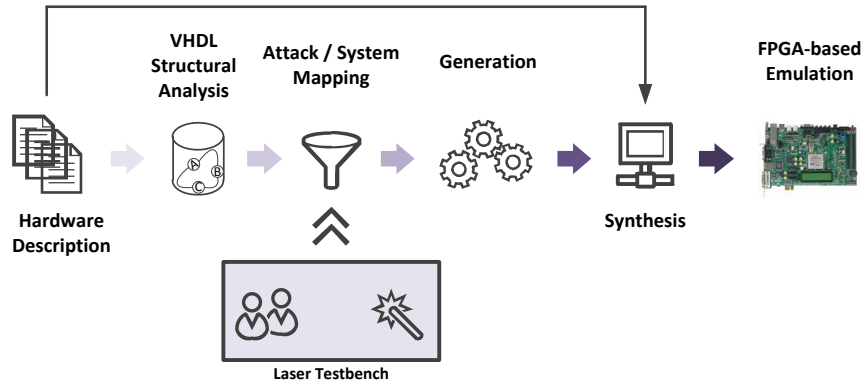 VHDL
Structural
Analysis
Attack / System
Mapping
Generation
FPGA-based
Emulation
A
B
C
Hardware
Description
Synthesis
Laser Testbench